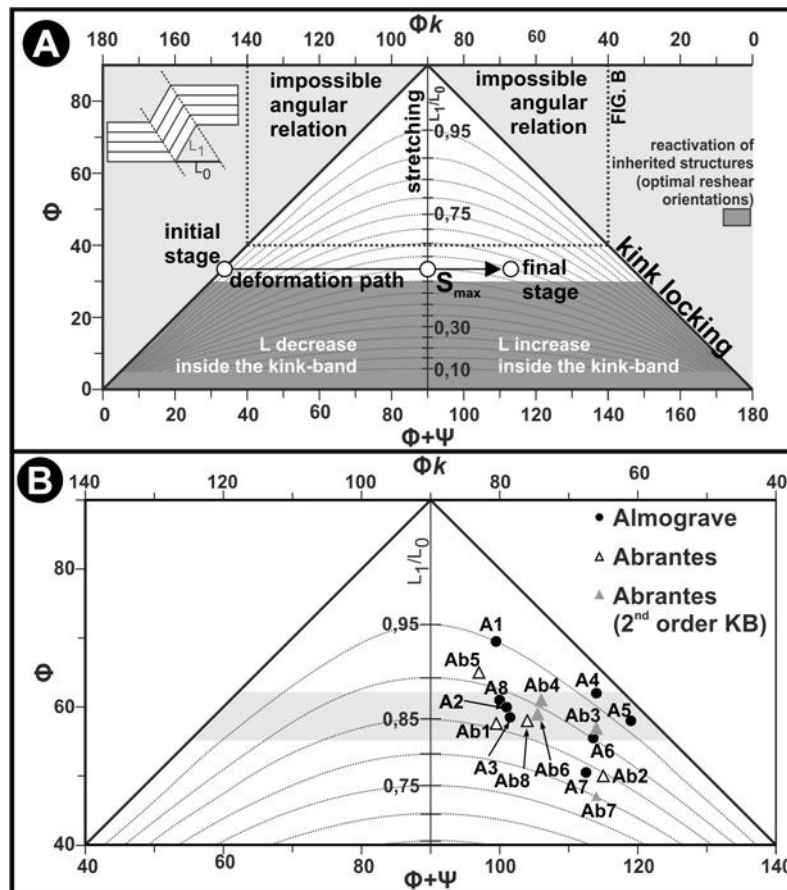 A
Φk
180 160 140 120 100 80 60 40 20 0
impossible
angular
relation
impossible
angular
relation
FIG. B
stretching
L1/L0
0,95
0,75
0,30
0,10
L1
L0
reactivation of
inherited structures
(optimal reshear
orientations)
Φ
80
60
40
20
0
initial
stage
deformation path
Smax
final
stage
kink locking
L decrease
inside the kink-band
L increase
inside the kink-band
0 20 40 60 80 100 120 140 160 180
Φ+Ψ
B
Φk
140 120 100 80 60 40
Almograve
Abrantes
Abrantes
(2nd order KB)
L1/L0
0,95
0,85
0,75
Φ
80
60
40
A1
Ab5
A8
Ab4
A4
A2
A5
Ab1
Ab3
A3
Ab8
Ab6
A6
A7
Ab2
Ab7
40 60 80 100 120 140
Φ+Ψ